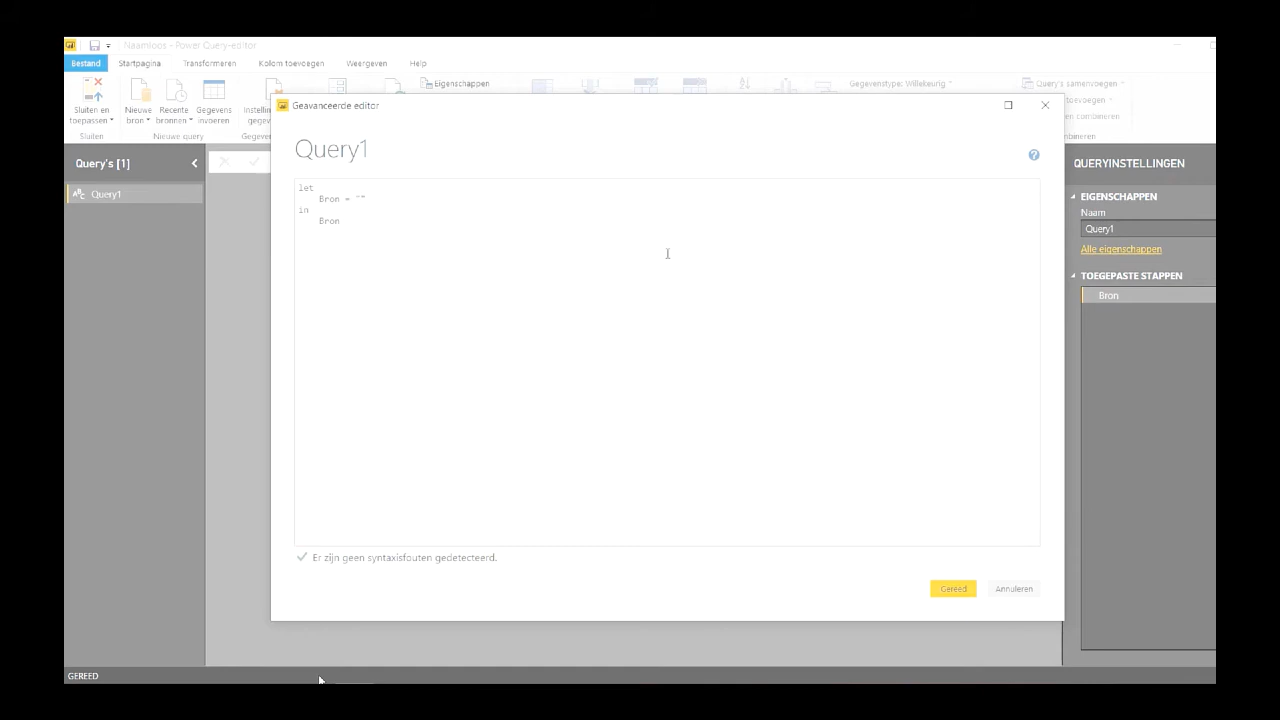 Naamloos - Power Query-editor
Bestand Startpagina Transformeren Kolom toevoegen Weergeven Help
Sluiten en toepassen
Nieuwe bron
Recente bronnen
Gegevens invoeren
Eigenschappen
Gegevenstype: Willekeurig
Query's samenvoegen
toevoegen
combineren
Sluiten
Nieuwe query
Query's [1]
Query1
Geavanceerde editor
Query1
let
Bron = ""
in
Bron
Er zijn geen syntaxisfouten gedetecteerd.
Gereed Annuleren
QUERYINSTELLINGEN
EIGENSCHAPPEN
Naam
Query1
Alle eigenschappen
TOEGEPASTE STAPPEN
Bron
GEREED